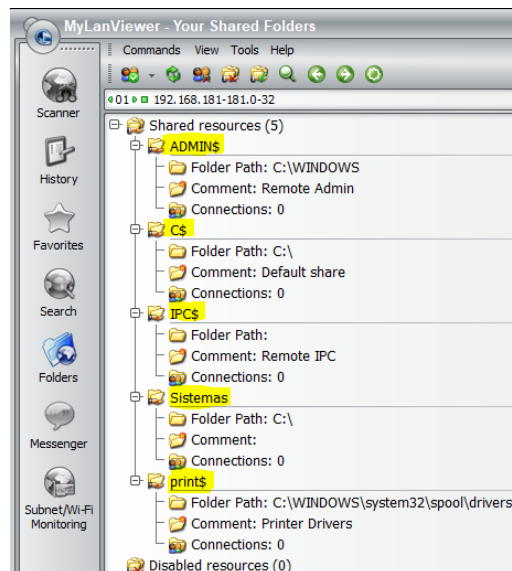 MyLanViewer - Your Shared Folders
Commands View Tools Help
01 192.168.181-181.0-32
Scanner
History
Favorites
Search
Folders
Messenger
Subnet/Wi-Fi
Monitoring
Shared resources (5)
ADMIN$
Folder Path: C:\WINDOWS
Comment: Remote Admin
Connections: 0
C$
Folder Path: C:\
Comment: Default share
Connections: 0
IPC$
Folder Path:
Comment: Remote IPC
Connections: 0
Sistemas
Folder Path: C:\
Comment:
Connections: 0
print$
Folder Path: C:\WINDOWS\system32\spool\drivers
Comment: Printer Drivers
Connections: 0
Disabled resources (0)